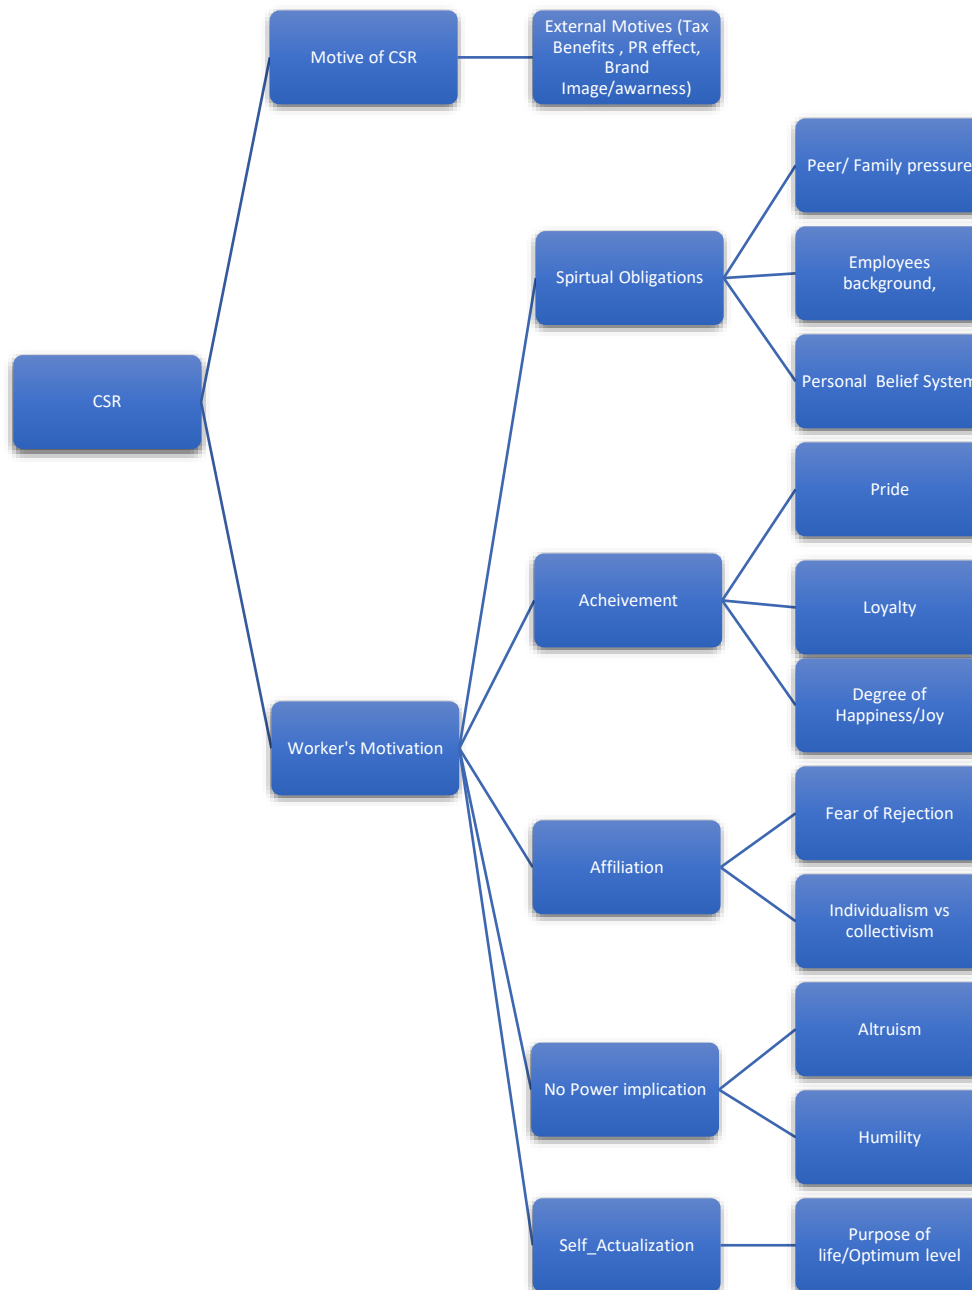 External Motives (Tax
Benefits , PR effect,
Brand
Image/awarness)
Motive of CSR
Peer/ Family pressure
Employees
background,
Spirtual Obligations
Personal Belief System
CSR
Pride
Acheivement
Loyalty
Degree of
Happiness/Joy
Worker's Motivation
Fear of Rejection
Affiliation
Individualism vs
collectivism
Altruism
No Power implication
Humility
Self_Actualization
Purpose of
life/Optimum level